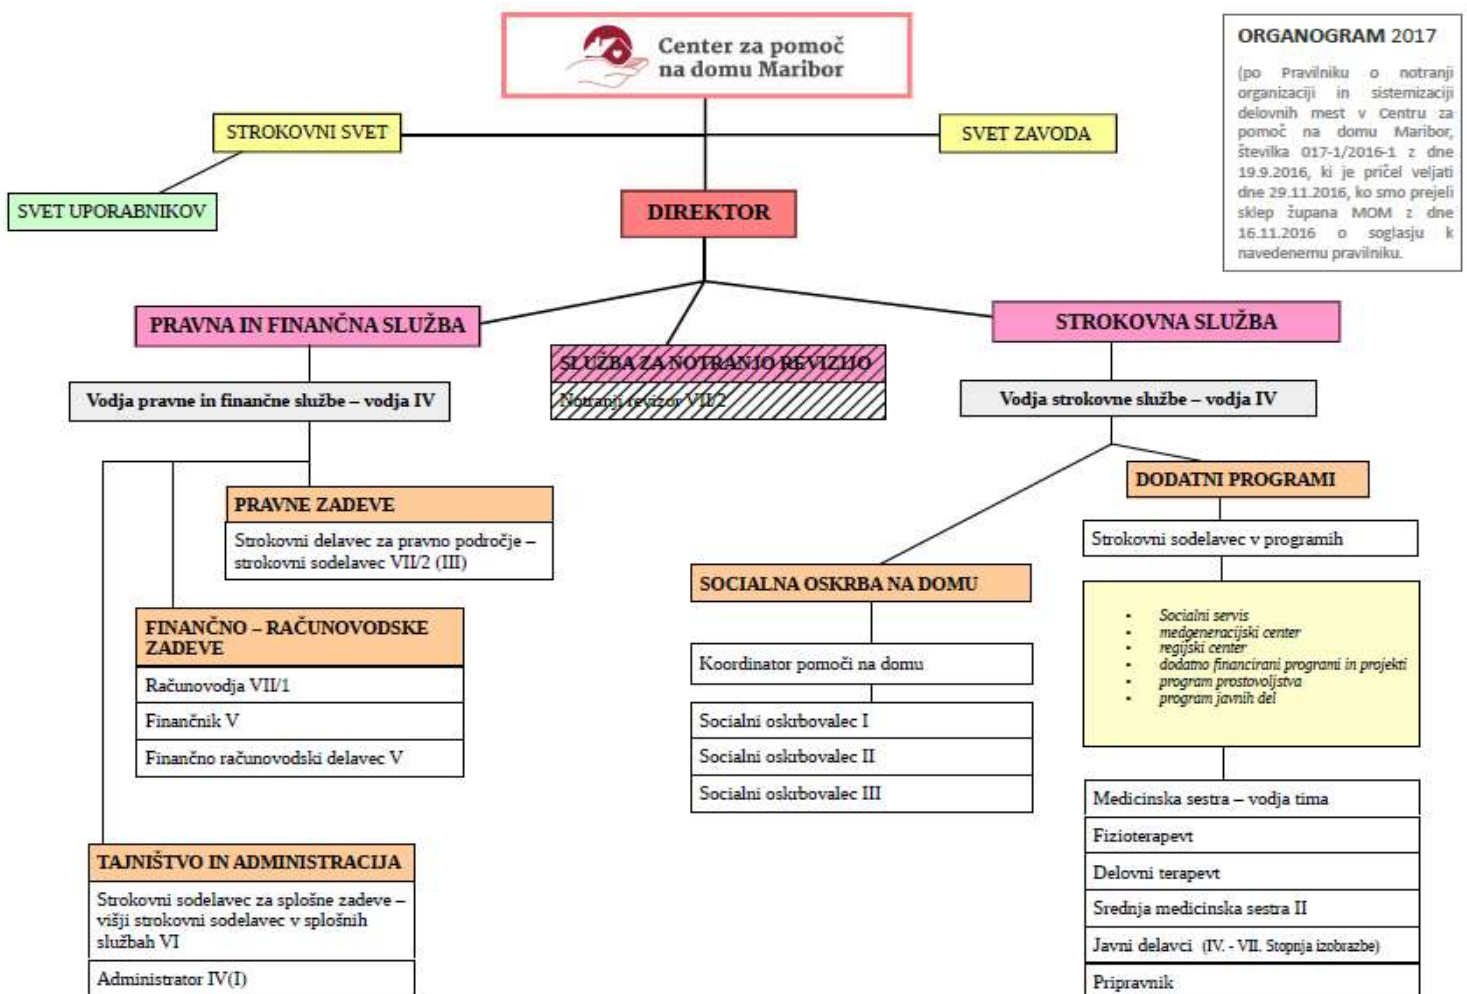 Center za pomoč
na domu Maribor
ORGANOGRAM 2017
(po Pravilniku o notranji
organizaciji in sistemizaciji
delovnih mest v Centru za
pomoč na domu Maribor,
številka 017-1/2016-1 z dne
19.9.2016, ki je pričel veljati
dne 29.11.2016, ko smo prejeli
sklep župana MOM z dne
16.11.2016 o soglasju k
navedenemu pravilniku.
STROKOVNI SVET
SVET ZAVODA
SVET UPORABNIKOV
DIREKTOR
PRAVNA IN FINANČNA SLUŽBA
SLUŽBA ZA NOTRANJO REVIZIJO
Notranji revizor VII/2
STROKOVNA SLUŽBA
Vodja pravne in finančne službe – vodja IV
Vodja strokovne službe – vodja IV
PRAVNE ZADEVE
Strokovni delavec za pravno področje –
strokovni sodelavec VII/2 (III)
FINANČNO – RAČUNOVODSKE
ZADEVE
Računovodja VII/1
Finančnik V
Finančno računovodski delavec V
TAJNIŠTVO IN ADMINISTRACIJA
Strokovni sodelavec za splošne zadeve –
višji strokovni sodelavec v splošnih
službah VI
Administrator IV(I)
SOCIALNA OSKRBA NA DOMU
Koordinator pomoči na domu
Socialni oskrbovalec I
Socialni oskrbovalec II
Socialni oskrbovalec III
DODATNI PROGRAMI
Strokovni sodelavec v programih
▪ Socialni servis
▪ medgeneracijski center
▪ regijski center
▪ dodatno financirani programi in projekti
▪ program prostovoljstva
▪ program javnih del
Medicinska sestra – vodja tima
Fizioterapevt
Delovni terapevt
Srednja medicinska sestra II
Javni delavci (IV. - VII. Stopnja izobrazbe)
Pripravnik